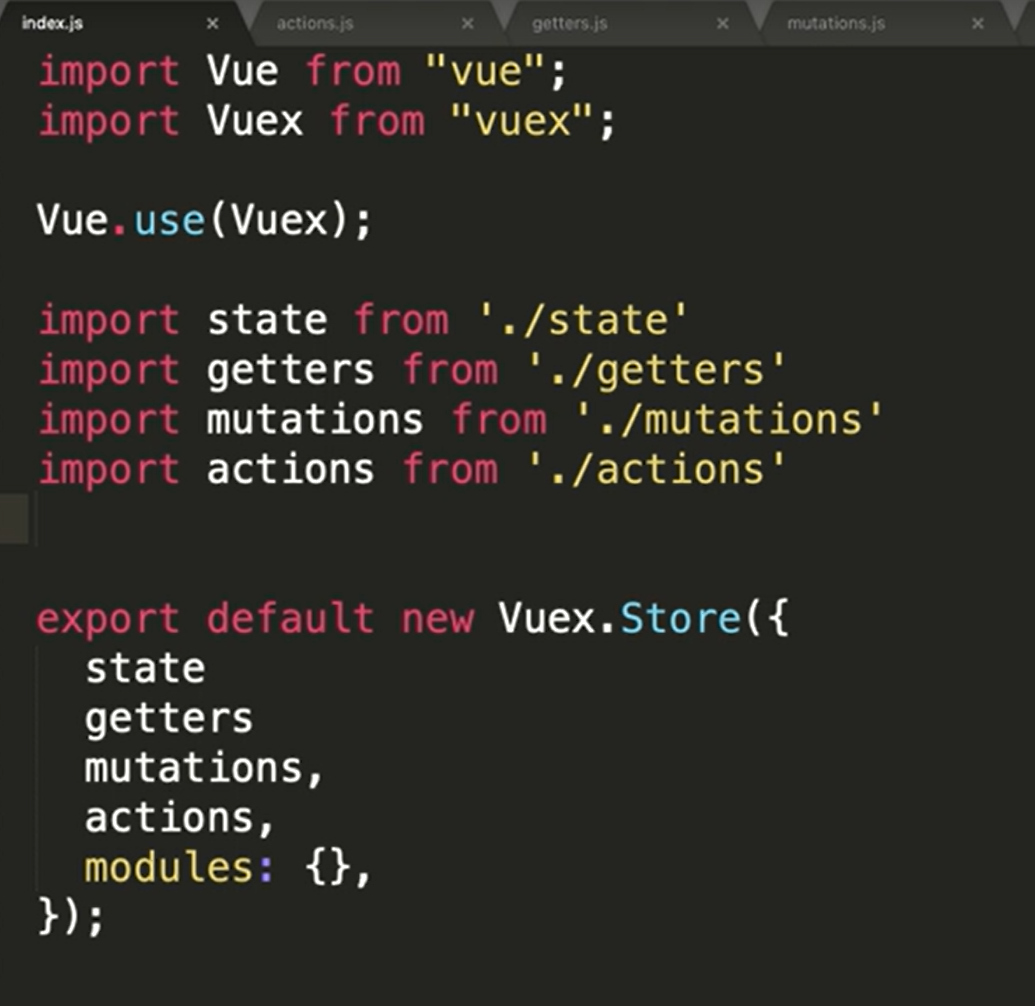 index.js × actions.js × getters.js × mutations.js ×
import Vue from "vue";
import Vuex from "vuex";
Vue.use(Vuex);
import state from './state'
import getters from './getters'
import mutations from './mutations'
import actions from './actions'
export default new Vuex.Store({
state
getters
mutations,
actions,
modules: {},
});